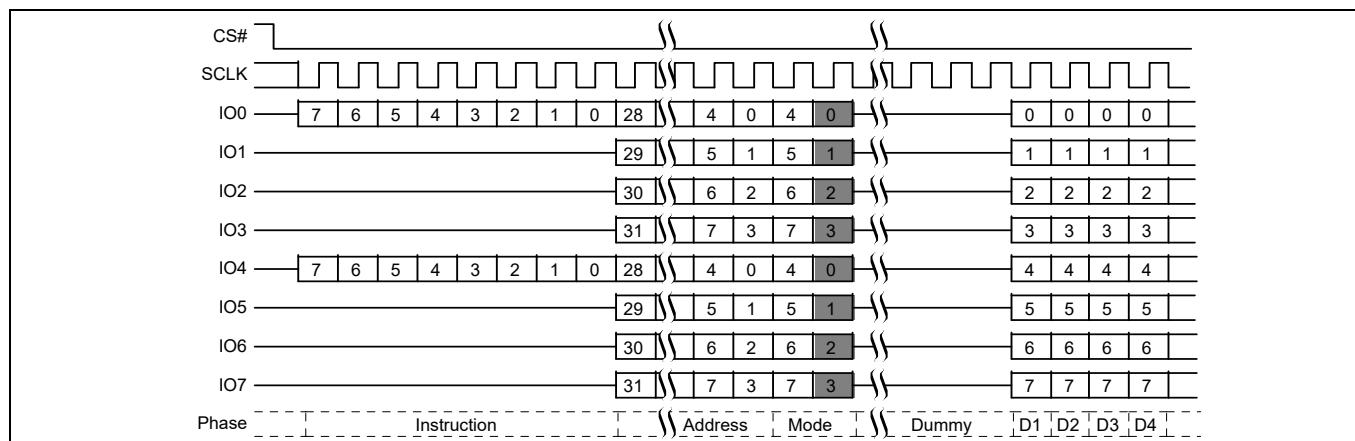 CS#
SCLK
IO0 7 6 5 4 3 2 1 0 28 4 0 4 0 0 0 0 0
IO1 29 5 1 5 1 1 1 1 1
IO2 30 6 2 6 2 2 2 2 2
IO3 31 7 3 7 3 3 3 3 3
IO4 7 6 5 4 3 2 1 0 28 4 0 4 0 4 4 4 4
IO5 29 5 1 5 1 5 5 5 5
IO6 30 6 2 6 2 6 6 6 6
IO7 31 7 3 7 3 7 7 7 7
Phase Instruction Address Mode Dummy D1 D2 D3 D4